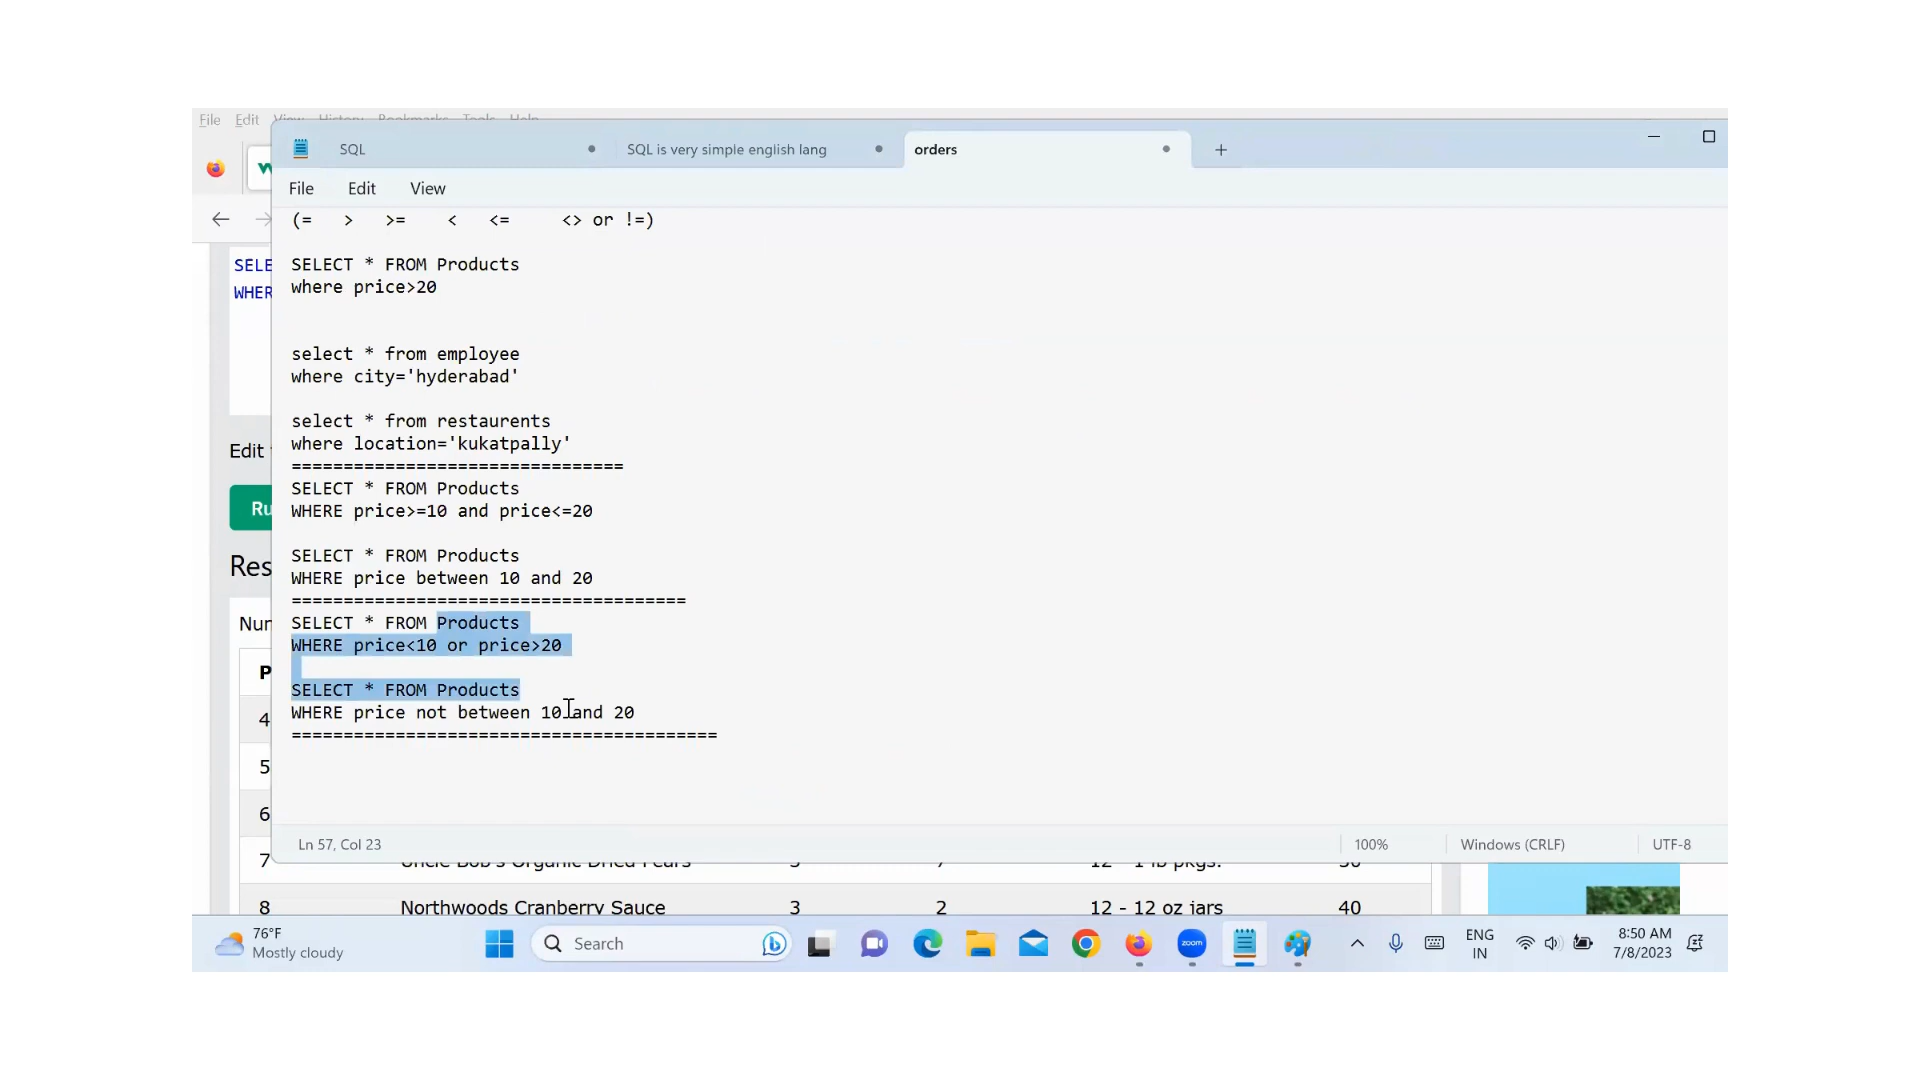 File Edit View History Bookmarks Tools Help
SQL
SQL is very simple english lang
orders
File Edit View
(= > >= < <= <> or !=)
SELE
WHER
SELECT * FROM Products
where price>20
select * from employee
where city='hyderabad'
select * from restaurents
where location='kukatpally'
===============================
Edit
SELECT * FROM Products
WHERE price>=10 and price<=20
Ru
SELECT * FROM Products
WHERE price between 10 and 20
Res
======================================
SELECT * FROM Products
WHERE price<10 or price>20
Num
P
SELECT * FROM Products
WHERE price not between 10 and 20
=========================================
4
5
6
Ln 57, Col 23
100%
Windows (CRLF)
UTF-8
7 Uncle Bob's Organic Dried Pears 3 7 12 - 1 lb pkgs. 30
8 Northwoods Cranberry Sauce 3 2 12 - 12 oz jars 40
76°F
Mostly cloudy
Search
zoom
ENG
IN
8:50 AM
7/8/2023